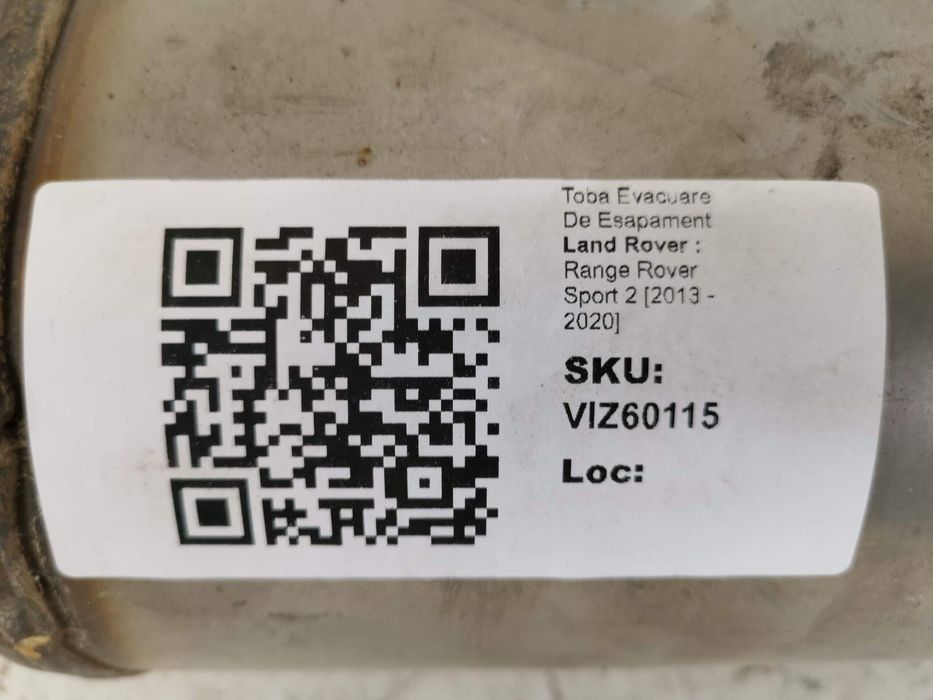 Toba Evacuare
De Esapament
Land Rover :
Range Rover
Sport 2 [2013 -
2020]
SKU:
VIZ60115
Loc: